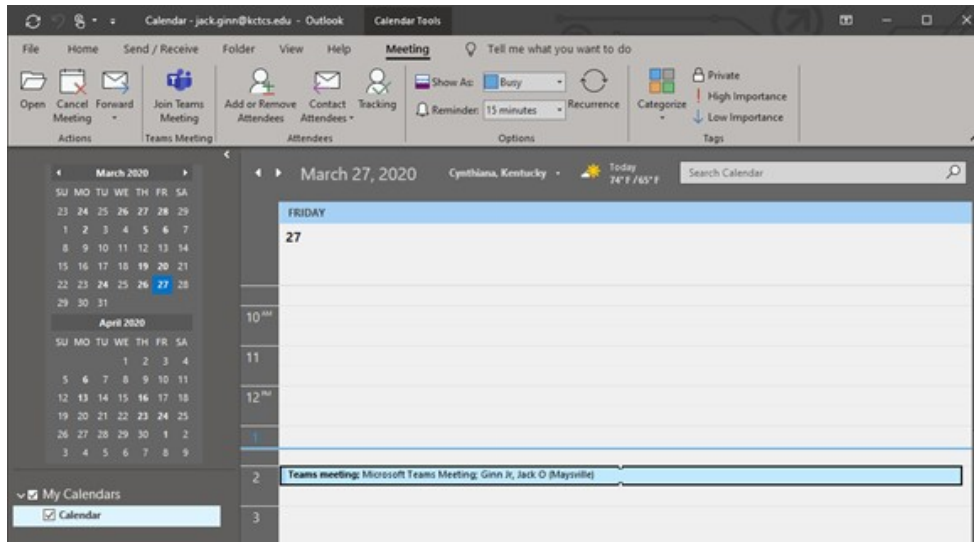 Calendar - jack.ginn@kctcs.edu - Outlook
Calendar Tools
File Home Send / Receive Folder View Help Meeting Tell me what you want to do
Open
Cancel Meeting
Forward
Actions
Join Teams Meeting
Teams Meeting
Add or Remove Attendees
Contact Attendees
Tracking
Attendees
Show As: Busy
Reminder: 15 minutes
Recurrence
Options
Categorize
Private
High Importance
Low Importance
Tags
March 2020
SU MO TU WE TH FR SA
23 24 25 26 27 28 29
1 2 3 4 5 6 7
8 9 10 11 12 13 14
15 16 17 18 19 20 21
22 23 24 25 26 27 28
29 30 31
April 2020
SU MO TU WE TH FR SA
1 2 3 4
5 6 7 8 9 10 11
12 13 14 15 16 17 18
19 20 21 22 23 24 25
26 27 28 29 30 1 2
3 4 5 6 7 8 9
My Calendars
Calendar
March 27, 2020
Cynthiana, Kentucky
Today
74°F/65°F
Search Calendar
FRIDAY
27
10 AM
11
12 PM
1
2
Teams meeting; Microsoft Teams Meeting; Ginn Jr, Jack O (Maysville)
3